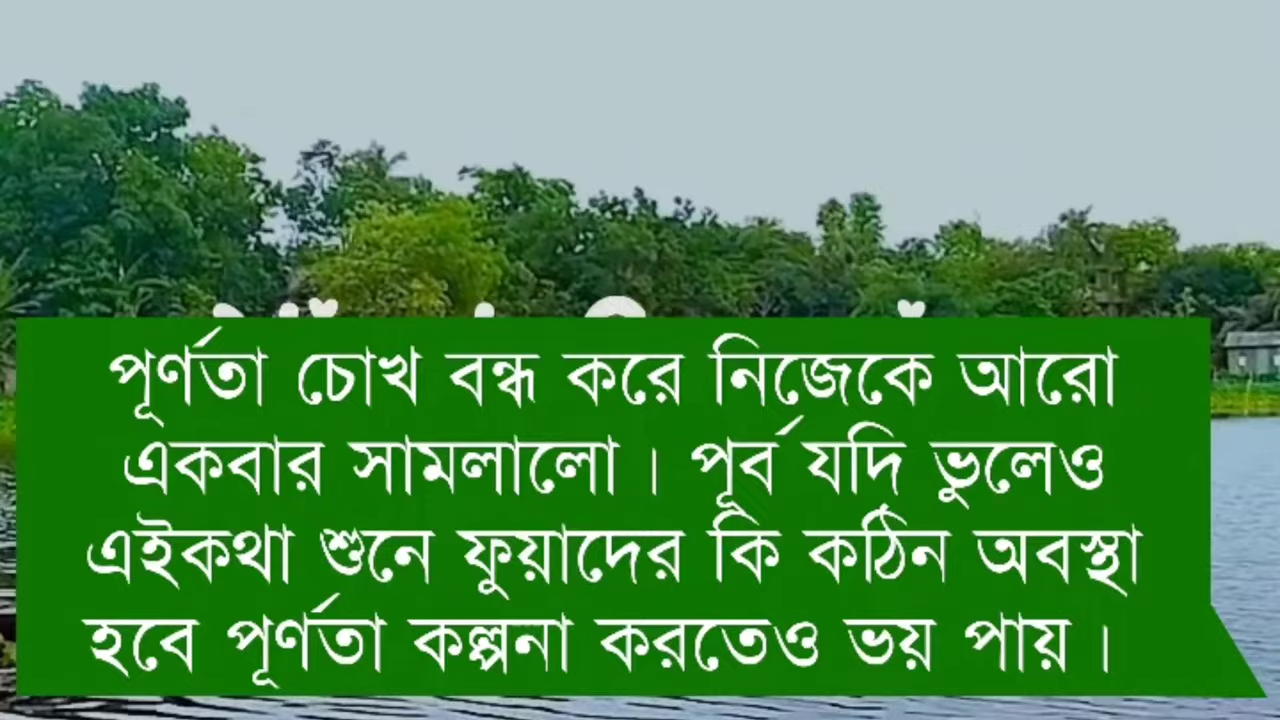 পূর্ণতা চোখ বন্ধ করে নিজেকে আরো
একবার সামলালো। পূর্ব যদি ভুলেও
এইকথা শুনে ফুয়াদের কি কঠিন অবস্থা
হবে পূর্ণতা কল্পনা করতেও ভয় পায়।